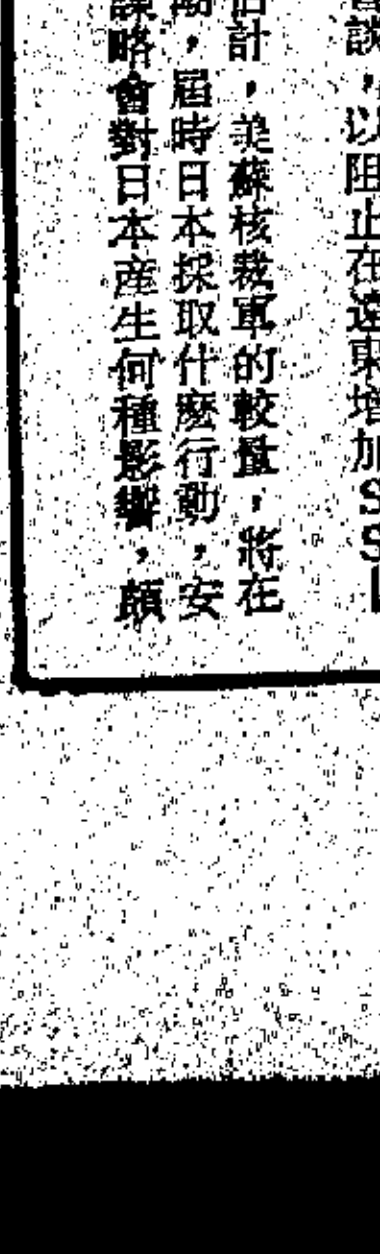 會談，以阻止在遠東增加SS
估計，美蘇核裁軍的較量，將在
動，屆時日本採取什麼行動，安
謀略會對日本產生何種影響，頗